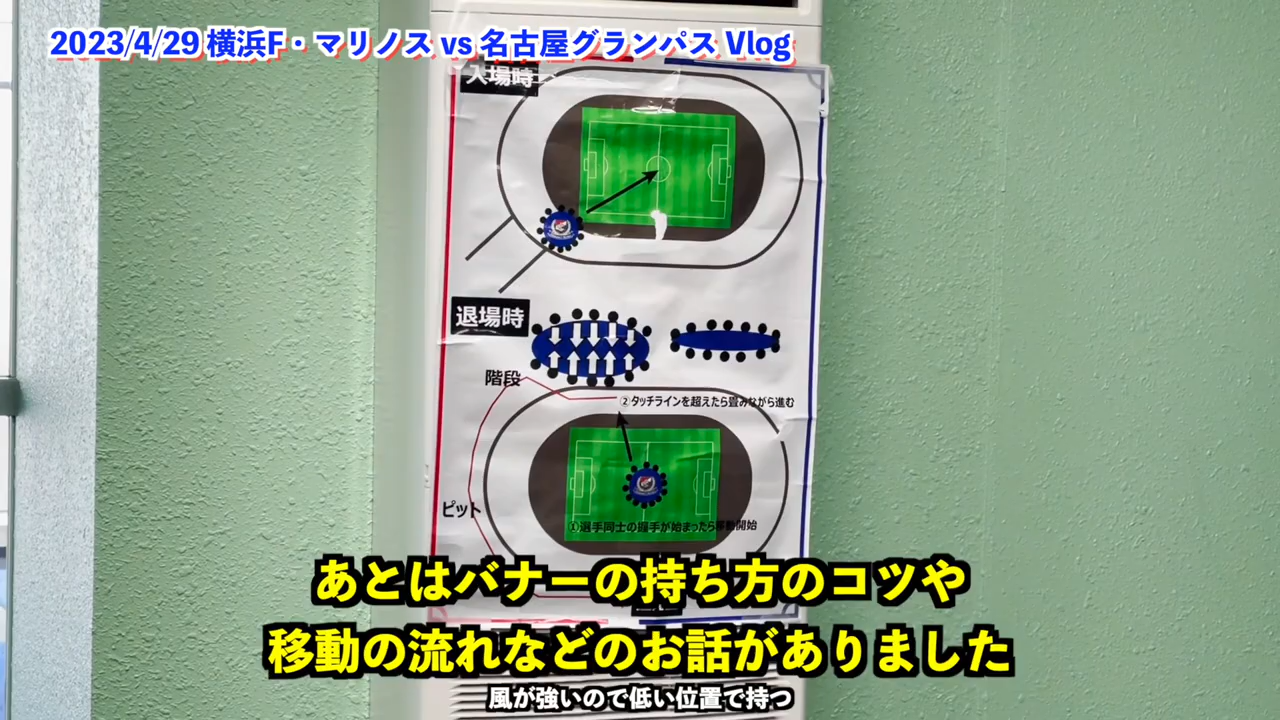 2023/4/29 横浜F・マリノス vs 名古屋グランパス Vlog
入場時
退場時
階段
②タッチラインを超えたら畳みながら進む
ピット
①選手同士の握手が始まったら移動開始
あとはバナーの持ち方のコツや
移動の流れなどのお話がありました
風が強いので低い位置で持つ